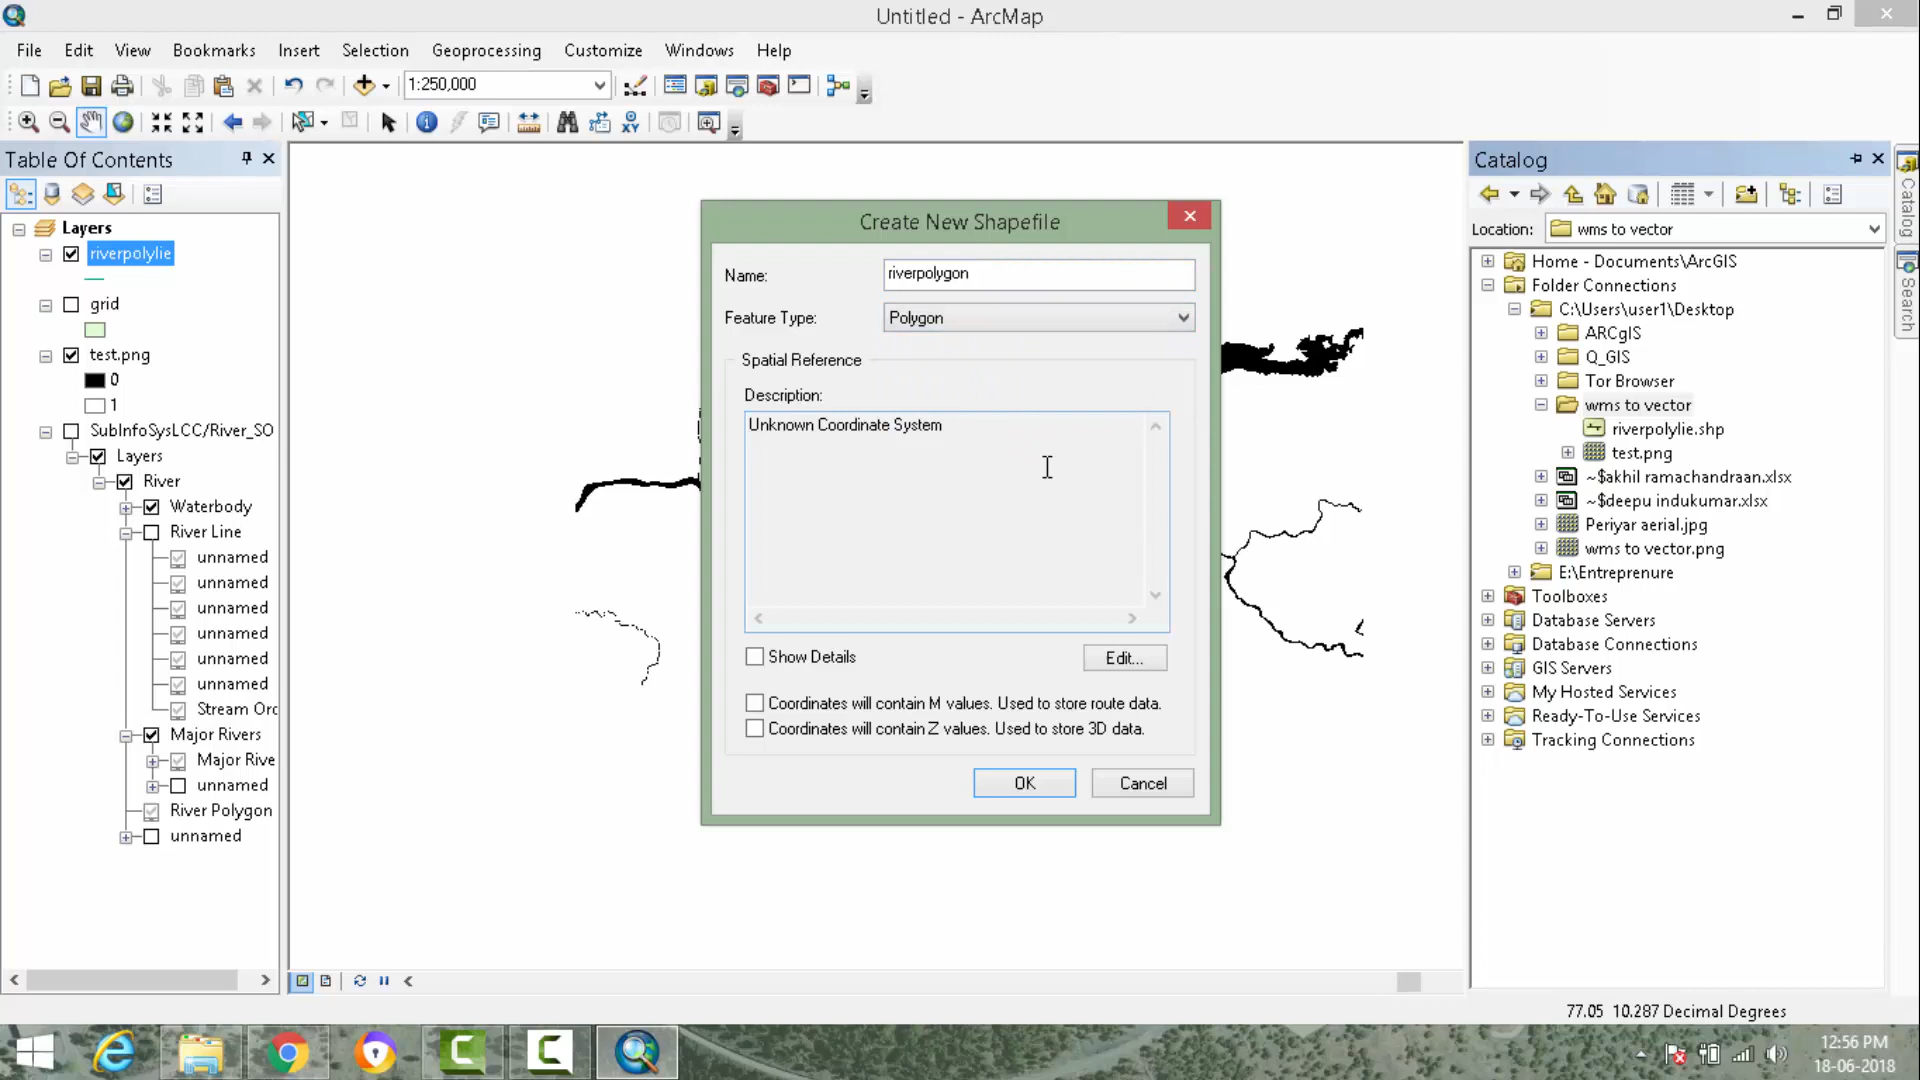 Untitled - ArcMap
File Edit View Bookmarks Insert Selection Geoprocessing Customize Windows Help
1:250,000
Table Of Contents
Layers
riverpolylie
grid
test.png
0
1
SubInfoSysLCC/River_SO
Layers
River
Waterbody
River Line
unnamed
unnamed
unnamed
unnamed
unnamed
unnamed
Stream Orc
Major Rivers
Major Rive
unnamed
River Polygon
unnamed
Create New Shapefile
Name: riverpolygon
Feature Type: Polygon
Spatial Reference
Description:
Unknown Coordinate System
Show Details
Edit...
Coordinates will contain M values. Used to store route data.
Coordinates will contain Z values. Used to store 3D data.
OK Cancel
Catalog
Location: wms to vector
Home - Documents\ArcGIS
Folder Connections
C:\Users\user1\Desktop
ARCgIS
Q_GIS
Tor Browser
wms to vector
riverpolylie.shp
test.png
~$akhil ramachandraan.xlsx
~$deepu indukumar.xlsx
Periyar aerial.jpg
wms to vector.png
E:\Entreprenure
Toolboxes
Database Servers
Database Connections
GIS Servers
My Hosted Services
Ready-To-Use Services
Tracking Connections
Catalog
Search
77.05 10.287 Decimal Degrees
12:56 PM
18-06-2018